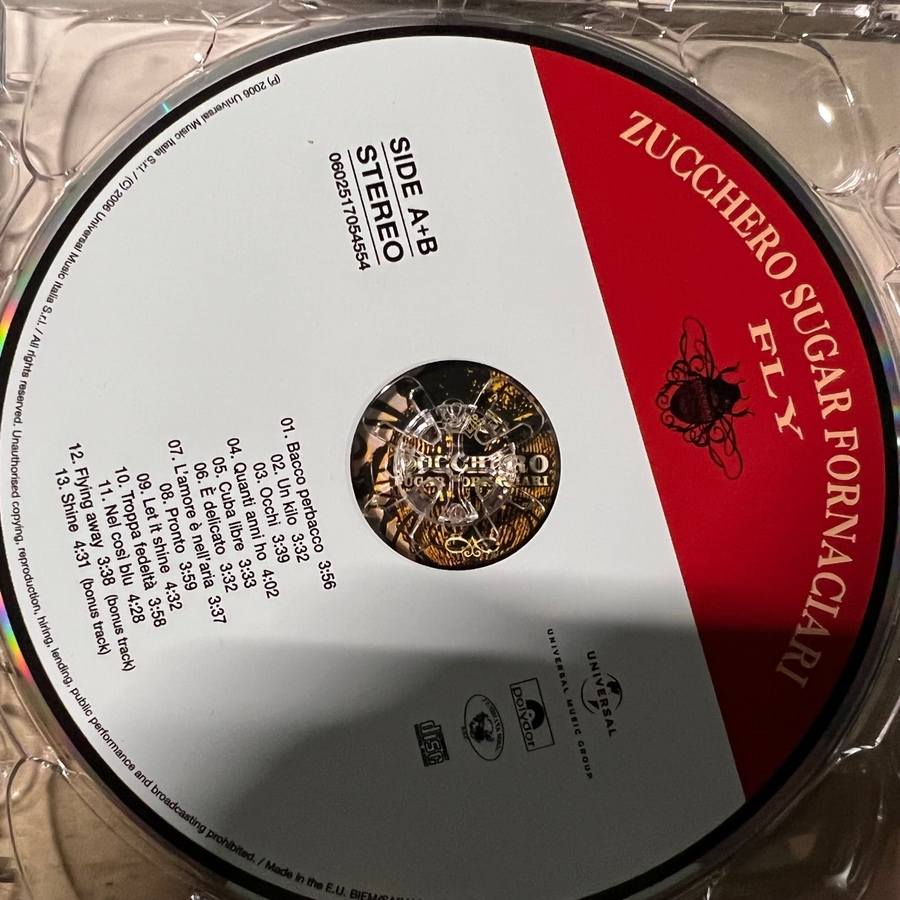 ZUCCHERO SUGAR FORNACIARI
FLY
SIDE A+B
STEREO
0602517054554
01. Bacco perbacco 3:56
02. Un kilo 3:32
03. Occhi 3:39
04. Quanti anni ho 4:02
05. Cuba libre 3:33
06. E' delicato 3:32
07. L'amore è nell'aria 3:37
08. Pronto 3:59
09. Let it shine 4:32
10. Troppa fedeltà 3:58
11. Nel così blu 4:28
12. Flying away 3:38 (bonus track)
13. Shine 4:31 (bonus track)
UNIVERSAL
UNIVERSAL MUSIC GROUP
polydor
disc
ZUCCHERO
(P) 2006 Universal Music Italia S.r.l. / (C) 2006 Universal Music Italia S.r.l. / All rights reserved. Unauthorised copying, reproduction, hiring, lending, public performance and broadcasting prohibited. / Made in the E.U. BIEM/